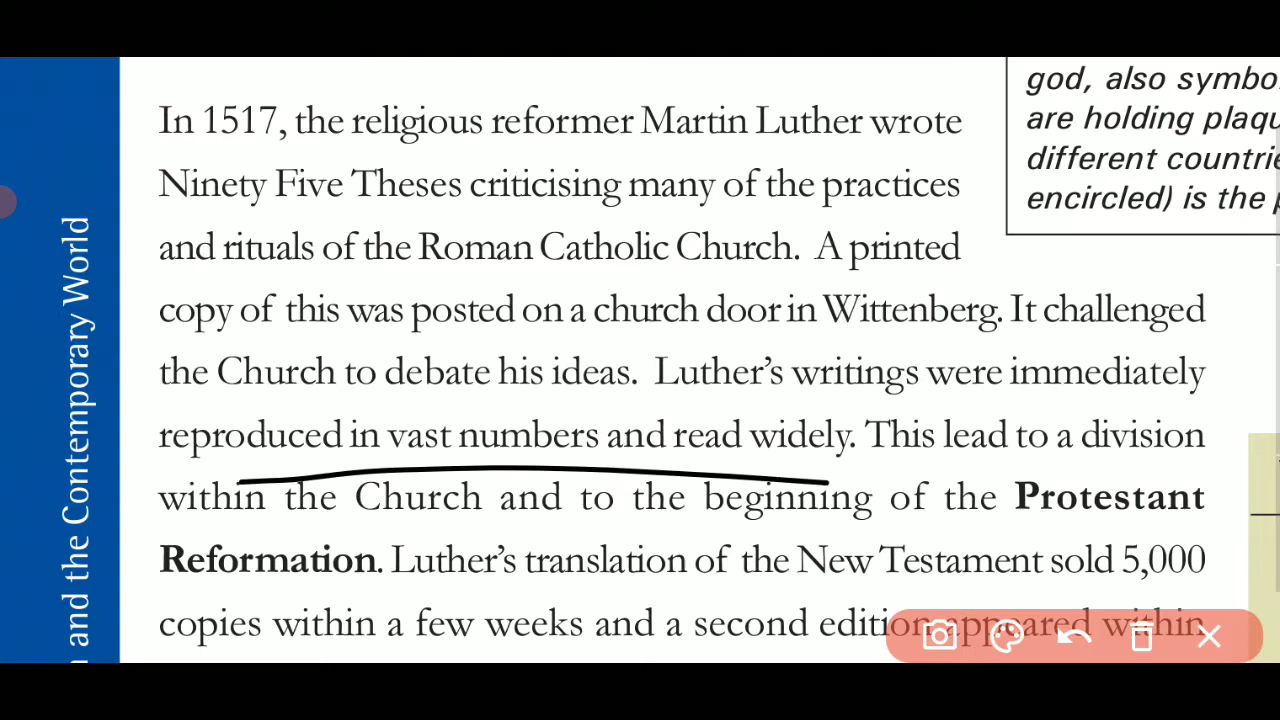 god, also symbo
are holding plaqu
different countrie
encircled) is the p
In 1517, the religious reformer Martin Luther wrote
Ninety Five Theses criticising many of the practices
and rituals of the Roman Catholic Church. A printed
copy of this was posted on a church door in Wittenberg. It challenged
the Church to debate his ideas. Luther’s writings were immediately
reproduced in vast numbers and read widely. This lead to a division
within the Church and to the beginning of the Protestant
Reformation. Luther’s translation of the New Testament sold 5,000
copies within a few weeks and a second edition appeared within
and the Contemporary World